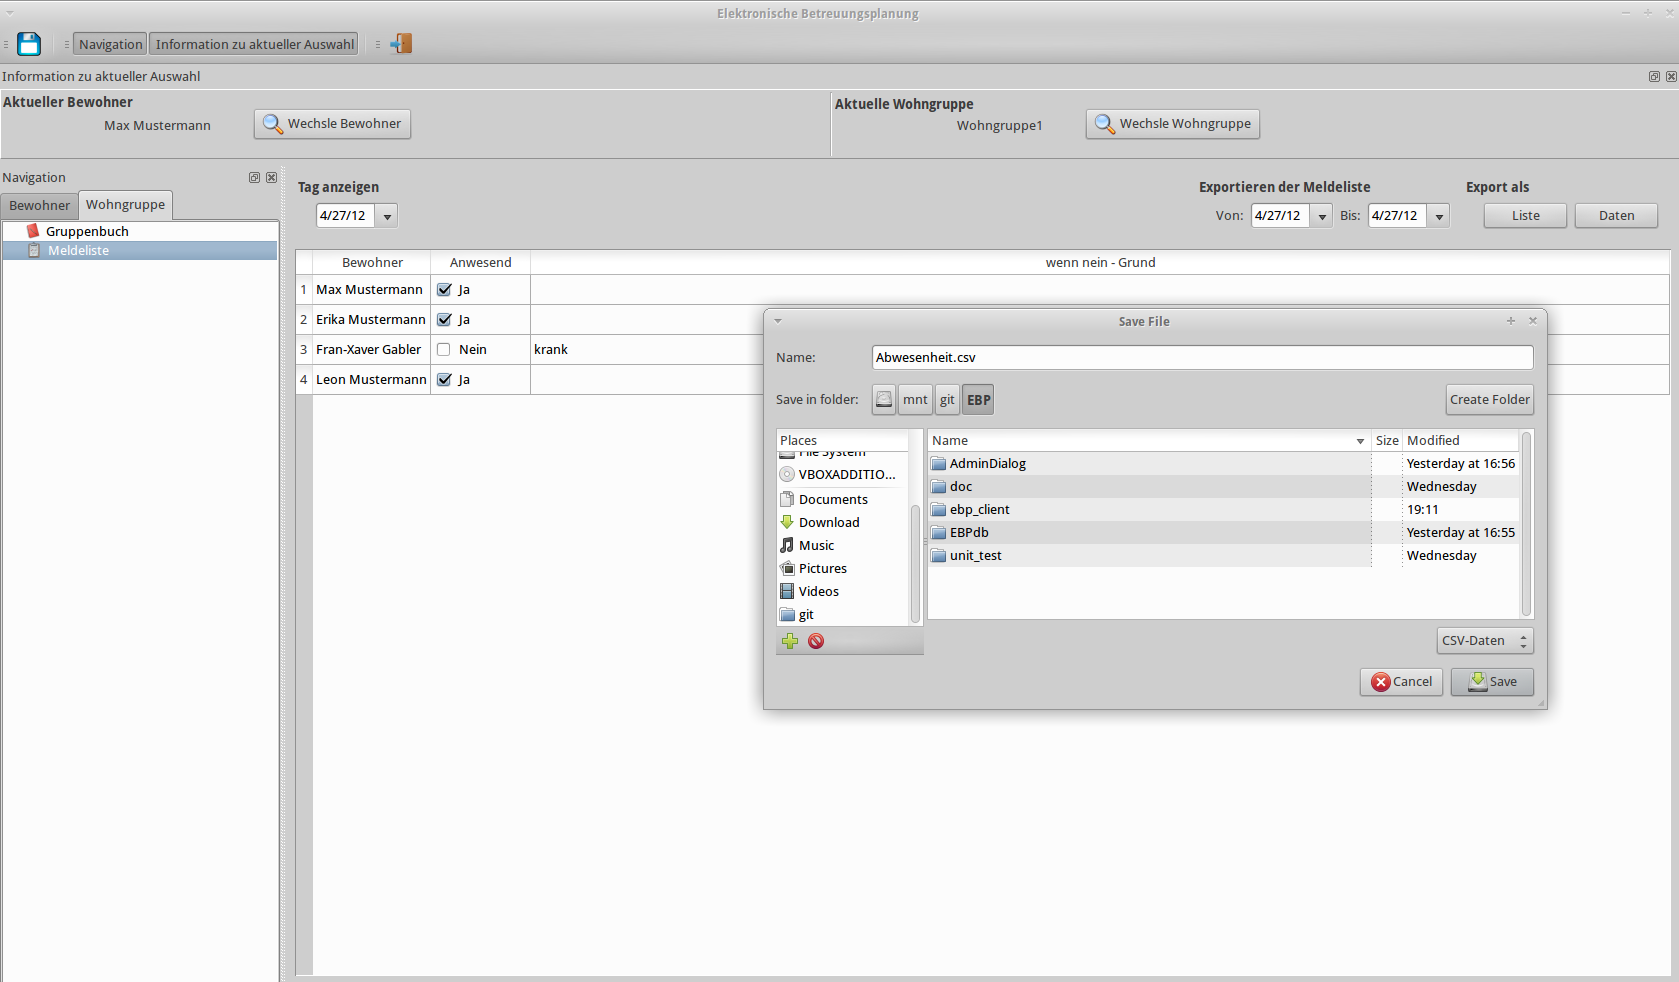 Elektronische Betreuungsplanung
Navigation Information zu aktueller Auswahl
Information zu aktueller Auswahl
Aktueller Bewohner
Max Mustermann Wechsle Bewohner
Aktuelle Wohngruppe
Wohngruppe1 Wechsle Wohngruppe
Navigation
Bewohner Wohngruppe
Gruppenbuch
Meldeliste
Tag anzeigen
4/27/12
Exportieren der Meldeliste
Von: 4/27/12 Bis: 4/27/12
Export als
Liste Daten
Bewohner Anwesend wenn nein - Grund
1 Max Mustermann Ja
2 Erika Mustermann Ja
3 Fran-Xaver Gabler Nein krank
4 Leon Mustermann Ja
Save File
Name: Abwesenheit.csv
Save in folder: mnt git EBP Create Folder
Places
File System
VBOXADDITIO...
Documents
Download
Music
Pictures
Videos
git
Name Size Modified
AdminDialog Yesterday at 16:56
doc Wednesday
ebp_client 19:11
EBPdb Yesterday at 16:55
unit_test Wednesday
CSV-Daten
Cancel Save